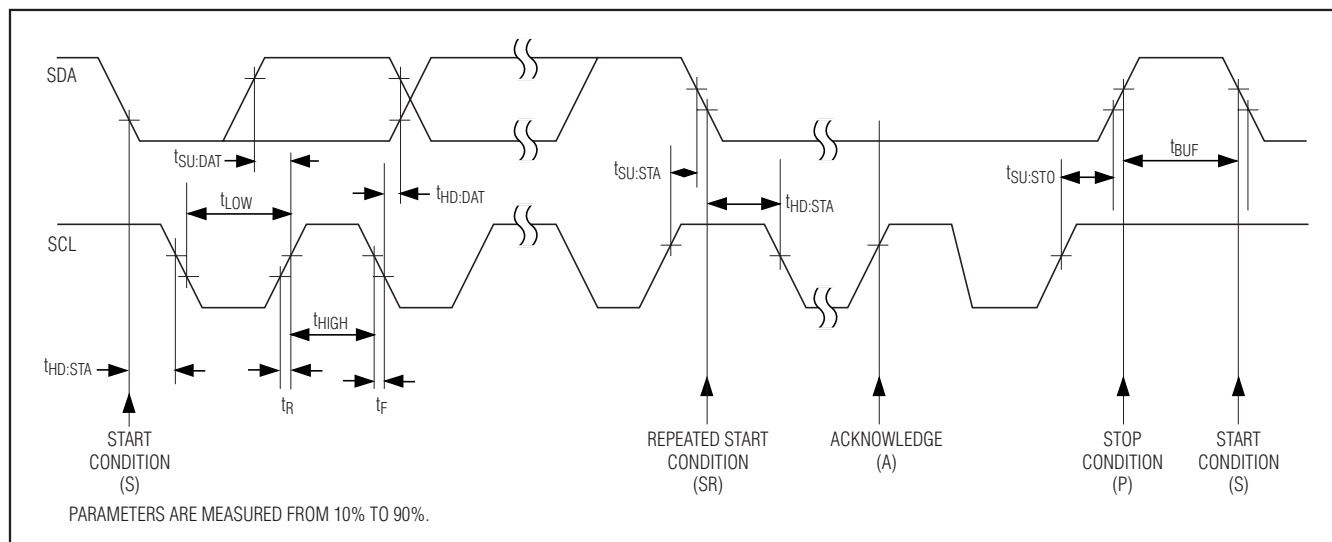 SDA
tSU:DAT
tHD:DAT
tSU:STA
tHD:STA
tSU:STO
tBUF
tLOW
SCL
tHIGH
tHD:STA
tR
tF
START
CONDITION
(S)
REPEATED START
CONDITION
(SR)
ACKNOWLEDGE
(A)
STOP
CONDITION
(P)
START
CONDITION
(S)
PARAMETERS ARE MEASURED FROM 10% TO 90%.